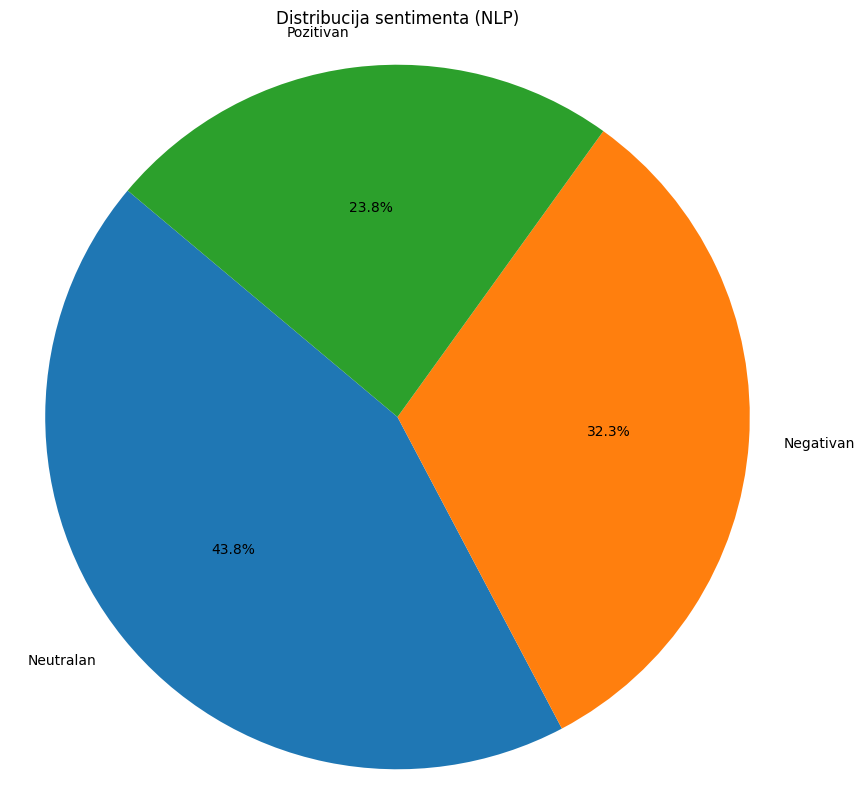 Distribucija sentimenta (NLP)
Pozitivan
23.8%
32.3%
Negativan
43.8%
Neutralan